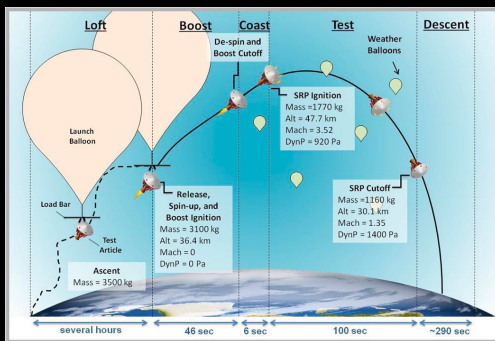 Loft
Boost
Coast
Test
Descent
De-spin and
Boost Cutoff
Weather
Balloons
SRP Ignition
Mass =1770 kg
Alt = 47.7 km
Mach = 3.52
DynP = 920 Pa
Launch
Balloon
Load Bar
Test
Article
Release,
Spin-up, and
Boost Ignition
Mass = 3100 kg
Alt = 36.4 km
Mach = 0
DynP = 0 Pa
SRP Cutoff
Mass =1160 kg
Alt = 30.1 km
Mach = 1.35
DynP = 1400 Pa
Ascent
Mass = 3500 kg
several hours
46 sec
6 sec
100 sec
~290 sec